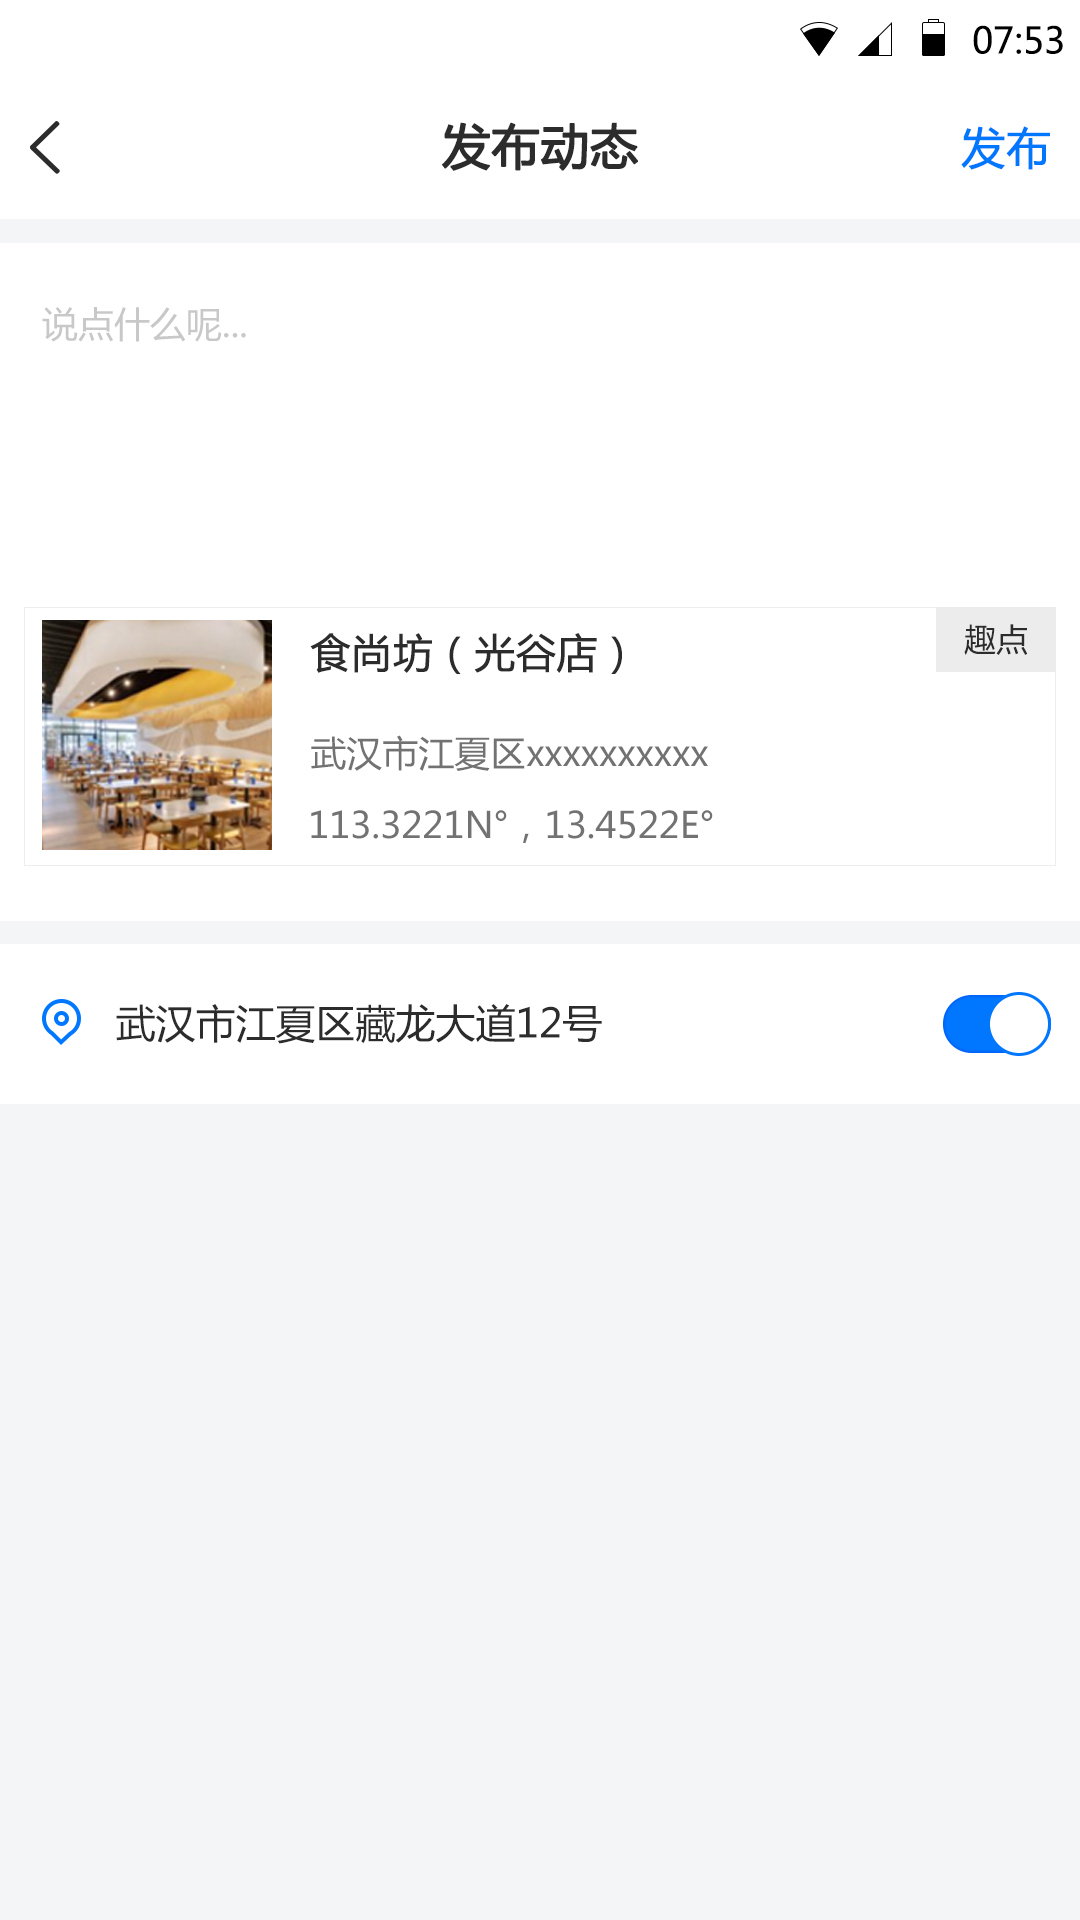 07:53
发布动态
发布
说点什么呢...
食尚坊（光谷店）
趣点
武汉市江夏区xxxxxxxxxx
113.3221N°，13.4522E°
武汉市江夏区藏龙大道12号